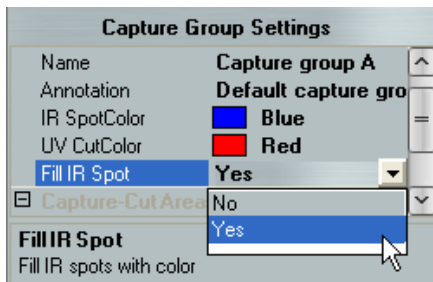 Capture Group Settings
Name Capture group A
Annotation Default capture gro
IR SpotColor Blue
UV CutColor Red
Fill IR Spot Yes
Capture-Cut Area
No
Yes
Fill IR Spot
Fill IR spots with color